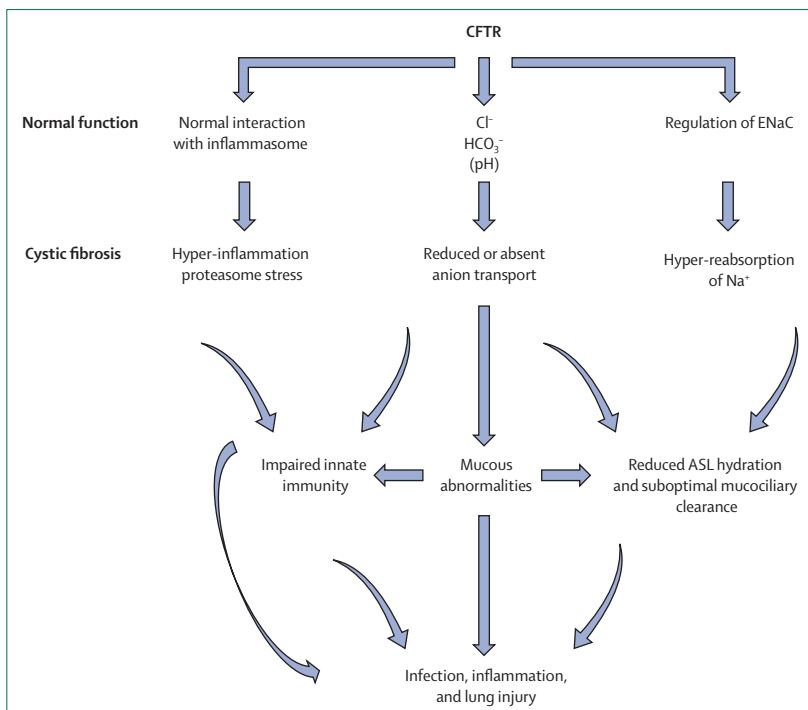 CFTR
Normal function
Normal interaction
with inflammasome
Cl⁻
HCO₃⁻
(pH)
Regulation of ENaC
Cystic fibrosis
Hyper-inflammation
proteasome stress
Reduced or absent
anion transport
Hyper-reabsorption
of Na⁺
Impaired innate
immunity
Mucous
abnormalities
Reduced ASL hydration
and suboptimal mucociliary
clearance
Infection, inflammation,
and lung injury